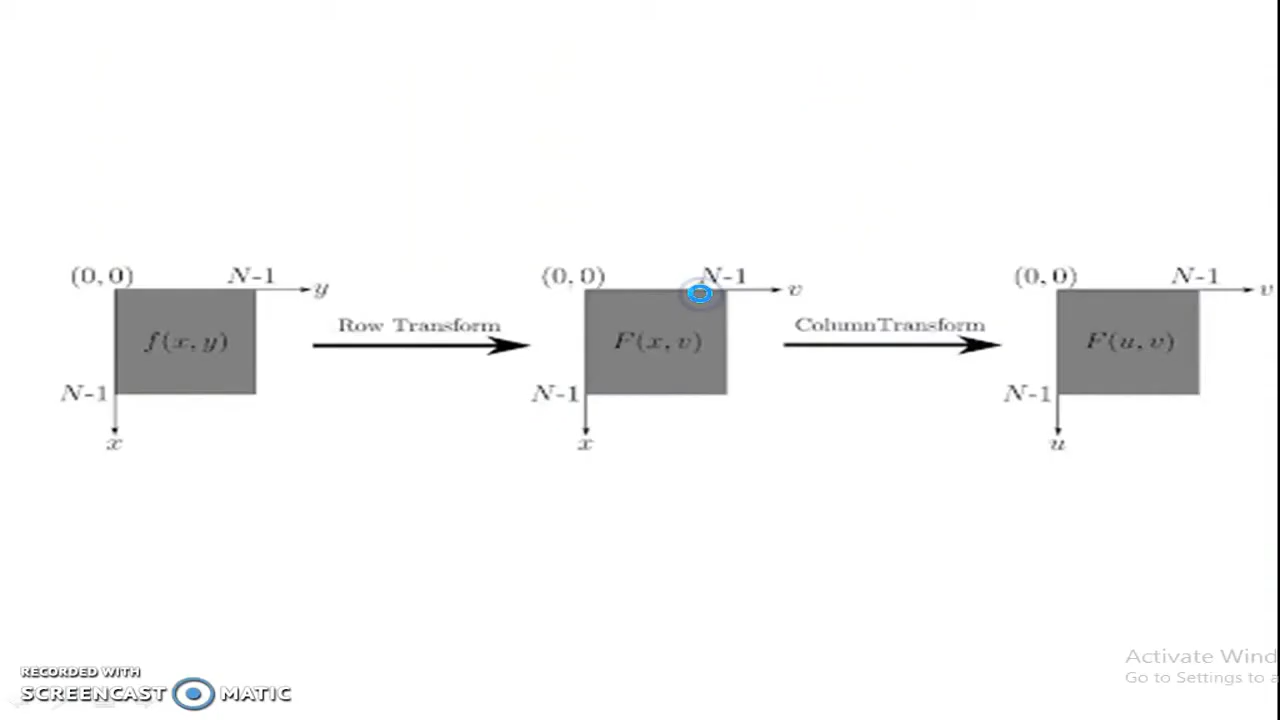 (0, 0) N-1 y
f(x, y)
N-1
x
Row Transform
(0, 0) N-1 v
F(x, v)
N-1
x
ColumnTransform
(0, 0) N-1 v
F(u, v)
N-1
u
Activate Wind
Go to Settings to a
RECORDED WITH
SCREENCAST MATIC